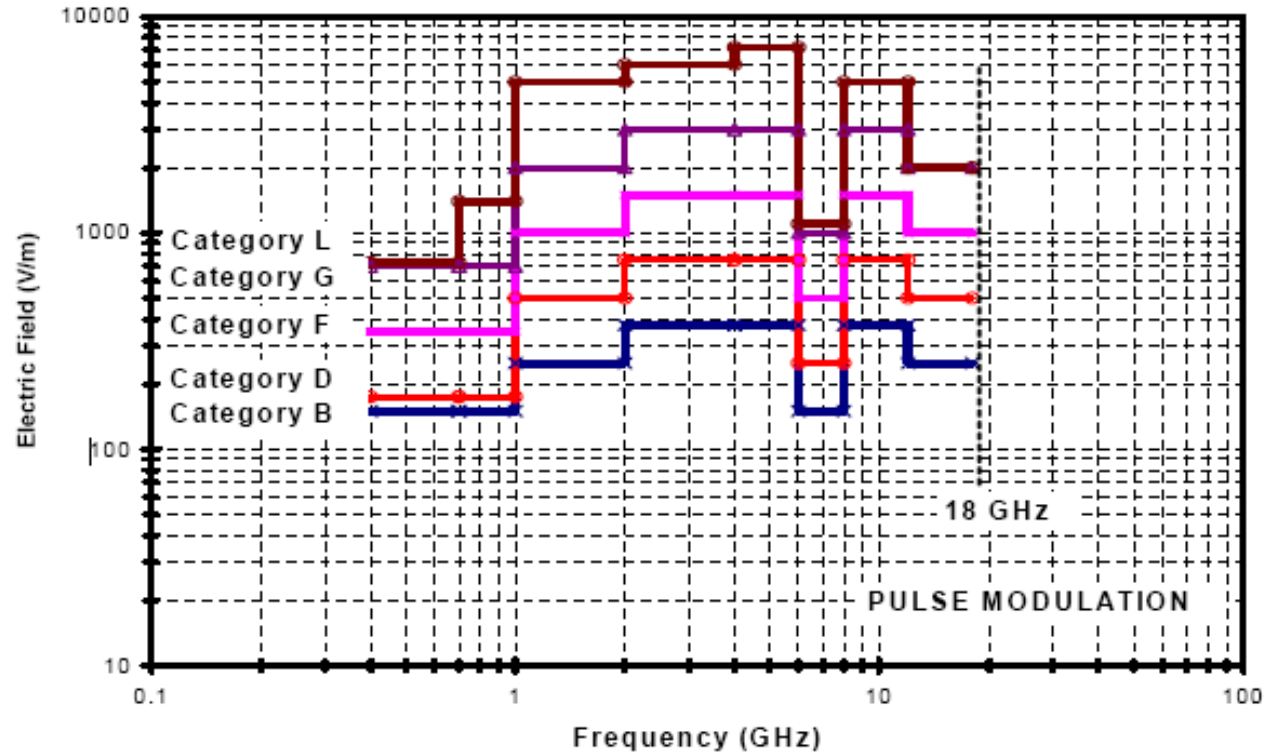 10000
1000
100
10
Electric Field (V/m)
Category L
Category G
Category F
Category D
Category B
18 GHz
PULSE MODULATION
0.1
1
10
100
Frequency (GHz)